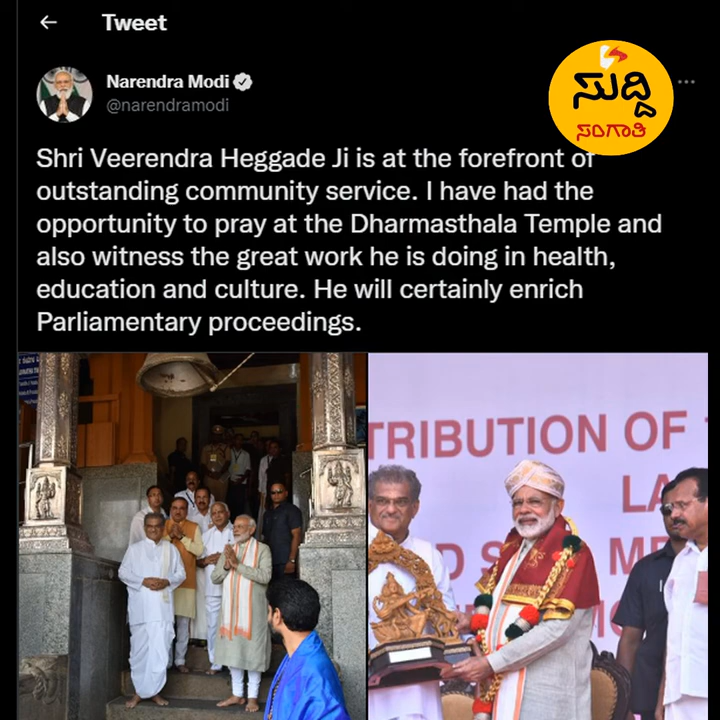 Tweet
Narendra Modi
@narendramodi
ಸುದ್ದಿ
ಸಂಗಾತಿ
Shri Veerendra Heggade Ji is at the forefront of
outstanding community service. I have had the
opportunity to pray at the Dharmasthala Temple and
also witness the great work he is doing in health,
education and culture. He will certainly enrich
Parliamentary proceedings.
TRIBUTION OF
LA
D S
ME